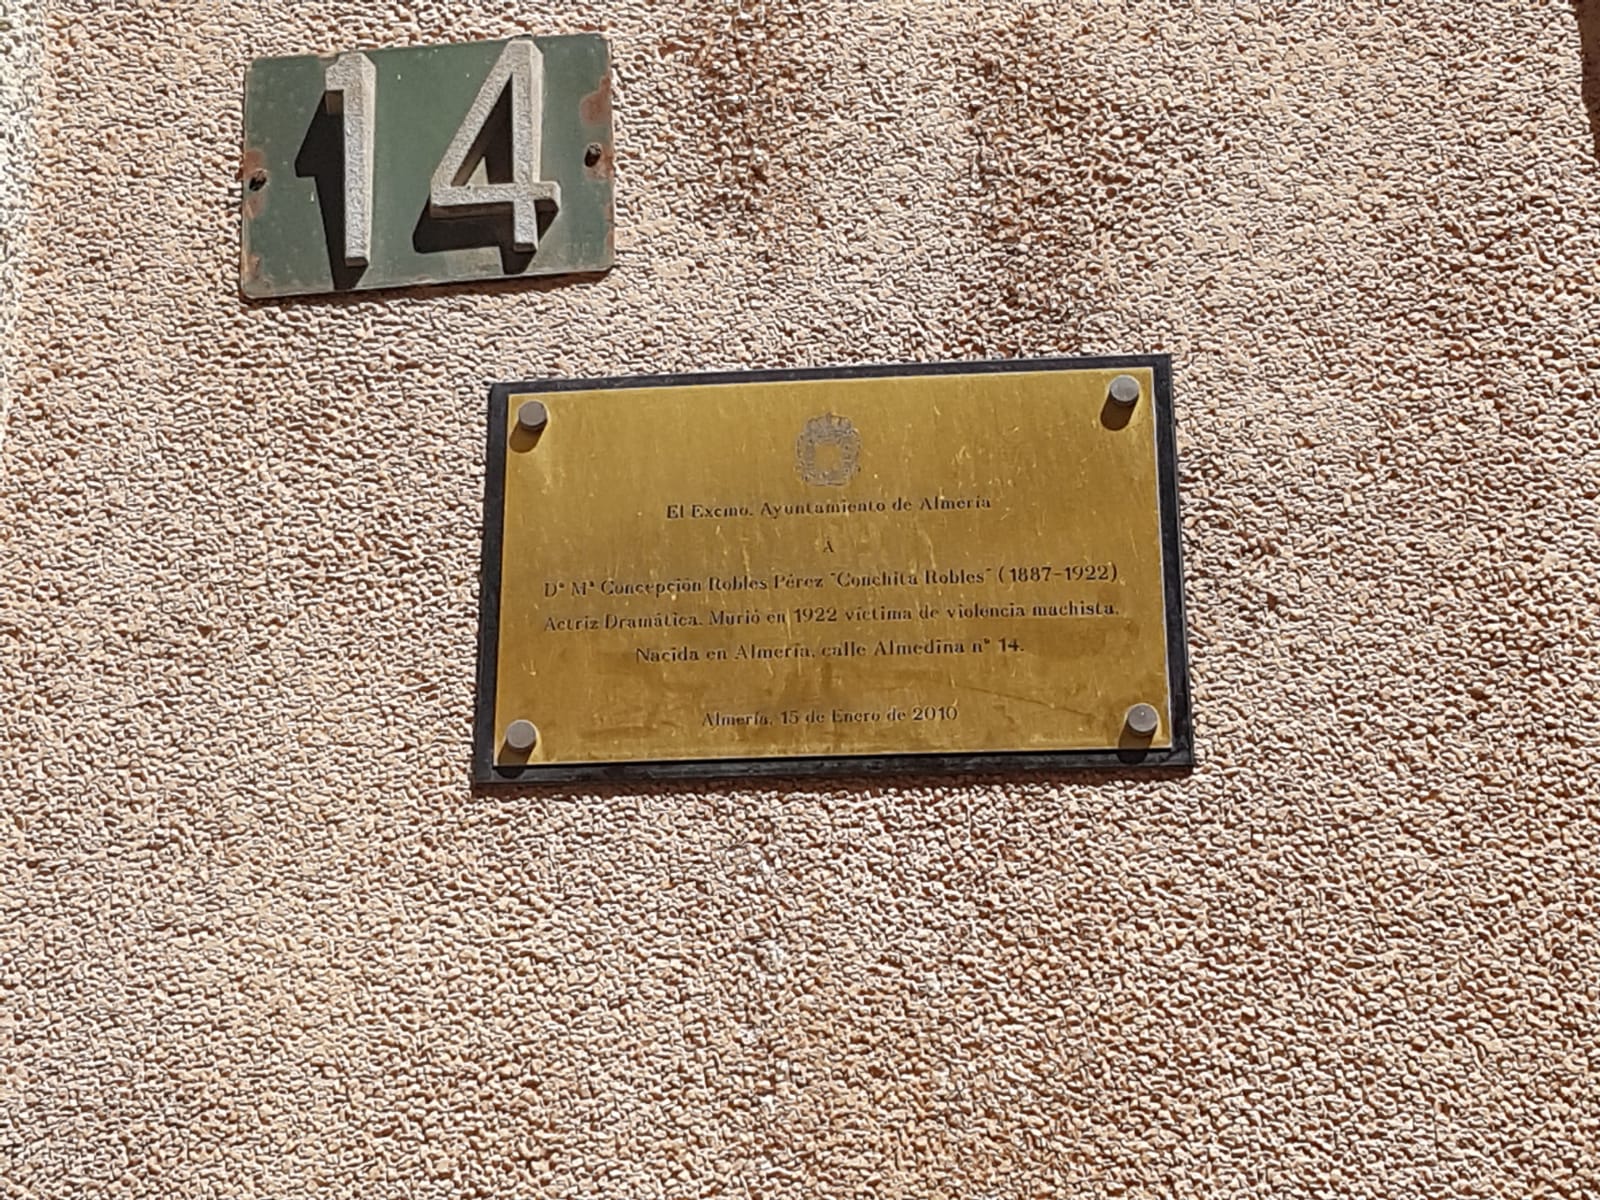 14
El Excmo. Ayuntamiento de Almería
A
Dª Mª Concepción Robles Pérez "Conchita Robles" (1887-1922)
Actriz Dramática. Murió en 1922 víctima de violencia machista.
Nacida en Almería, calle Almedina nº 14.
Almería, 15 de Enero de 2010